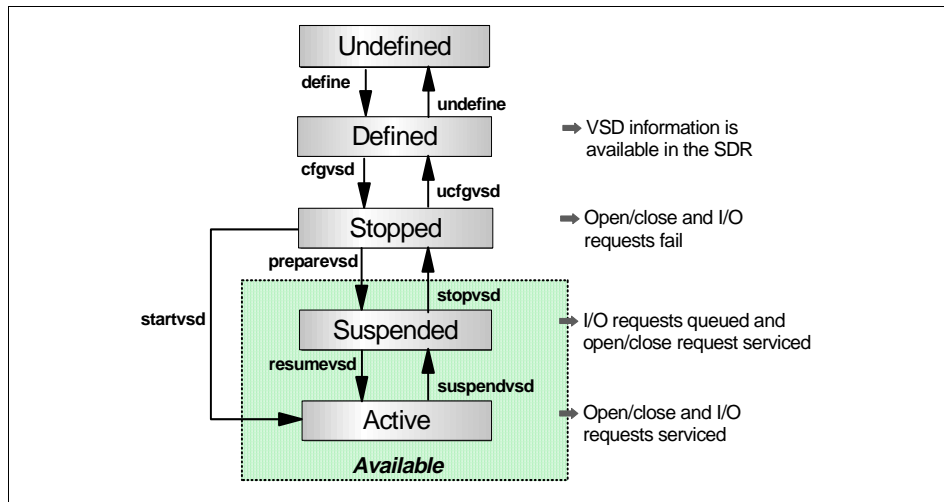 Undefined
define
undefine
Defined
VSD information is
available in the SDR
cfgvsd
ucfgvsd
Stopped
Open/close and I/O
requests fail
preparevsd
stopvsd
startvsd
Suspended
I/O requests queued and
open/close request serviced
resumevsd
suspendvsd
Active
Open/close and I/O
requests serviced
Available